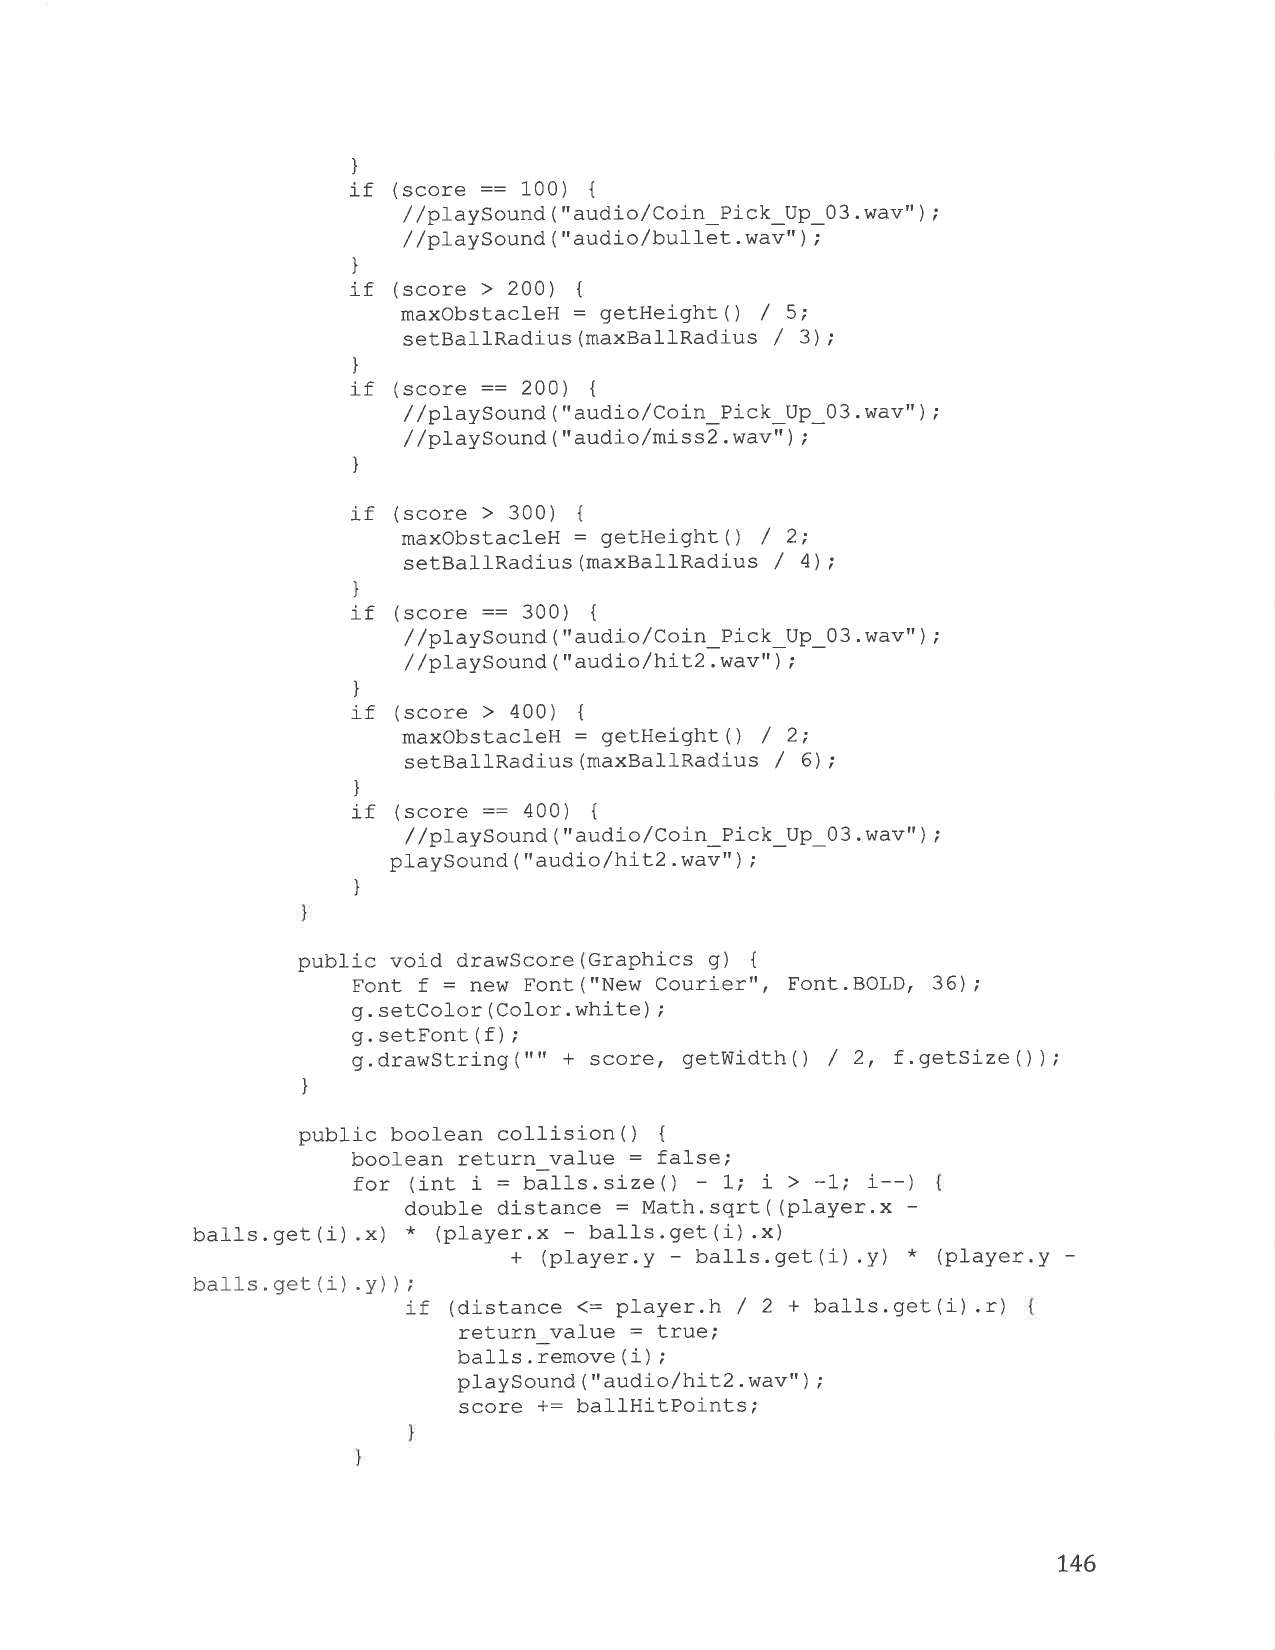 }
if (score == 100) {
//playSound("audio/Coin_Pick_Up_03.wav");
//playSound("audio/bullet.wav");
}
if (score > 200) {
maxObstacleH = getHeight() / 5;
setBallRadius(maxBallRadius / 3);
}
if (score == 200) {
//playSound("audio/Coin_Pick_Up_03.wav");
//playSound("audio/miss2.wav");
}
if (score > 300) {
maxObstacleH = getHeight() / 2;
setBallRadius(maxBallRadius / 4);
}
if (score == 300) {
//playSound("audio/Coin_Pick_Up_03.wav");
//playSound("audio/hit2.wav");
}
if (score > 400) {
maxObstacleH = getHeight() / 2;
setBallRadius(maxBallRadius / 6);
}
if (score == 400) {
//playSound("audio/Coin_Pick_Up_03.wav");
playSound("audio/hit2.wav");
}
}
public void drawScore(Graphics g) {
Font f = new Font("New Courier", Font.BOLD, 36);
g.setColor(Color.white);
g.setFont(f);
g.drawString("" + score, getWidth() / 2, f.getSize());
}
public boolean collision() {
boolean return_value = false;
for (int i = balls.size() - 1; i > -1; i--) {
double distance = Math.sqrt((player.x -
balls.get(i).x) * (player.x - balls.get(i).x)
+ (player.y - balls.get(i).y) * (player.y -
balls.get(i).y));
if (distance <= player.h / 2 + balls.get(i).r) {
return_value = true;
balls.remove(i);
playSound("audio/hit2.wav");
score += ballHitPoints;
}
}
146